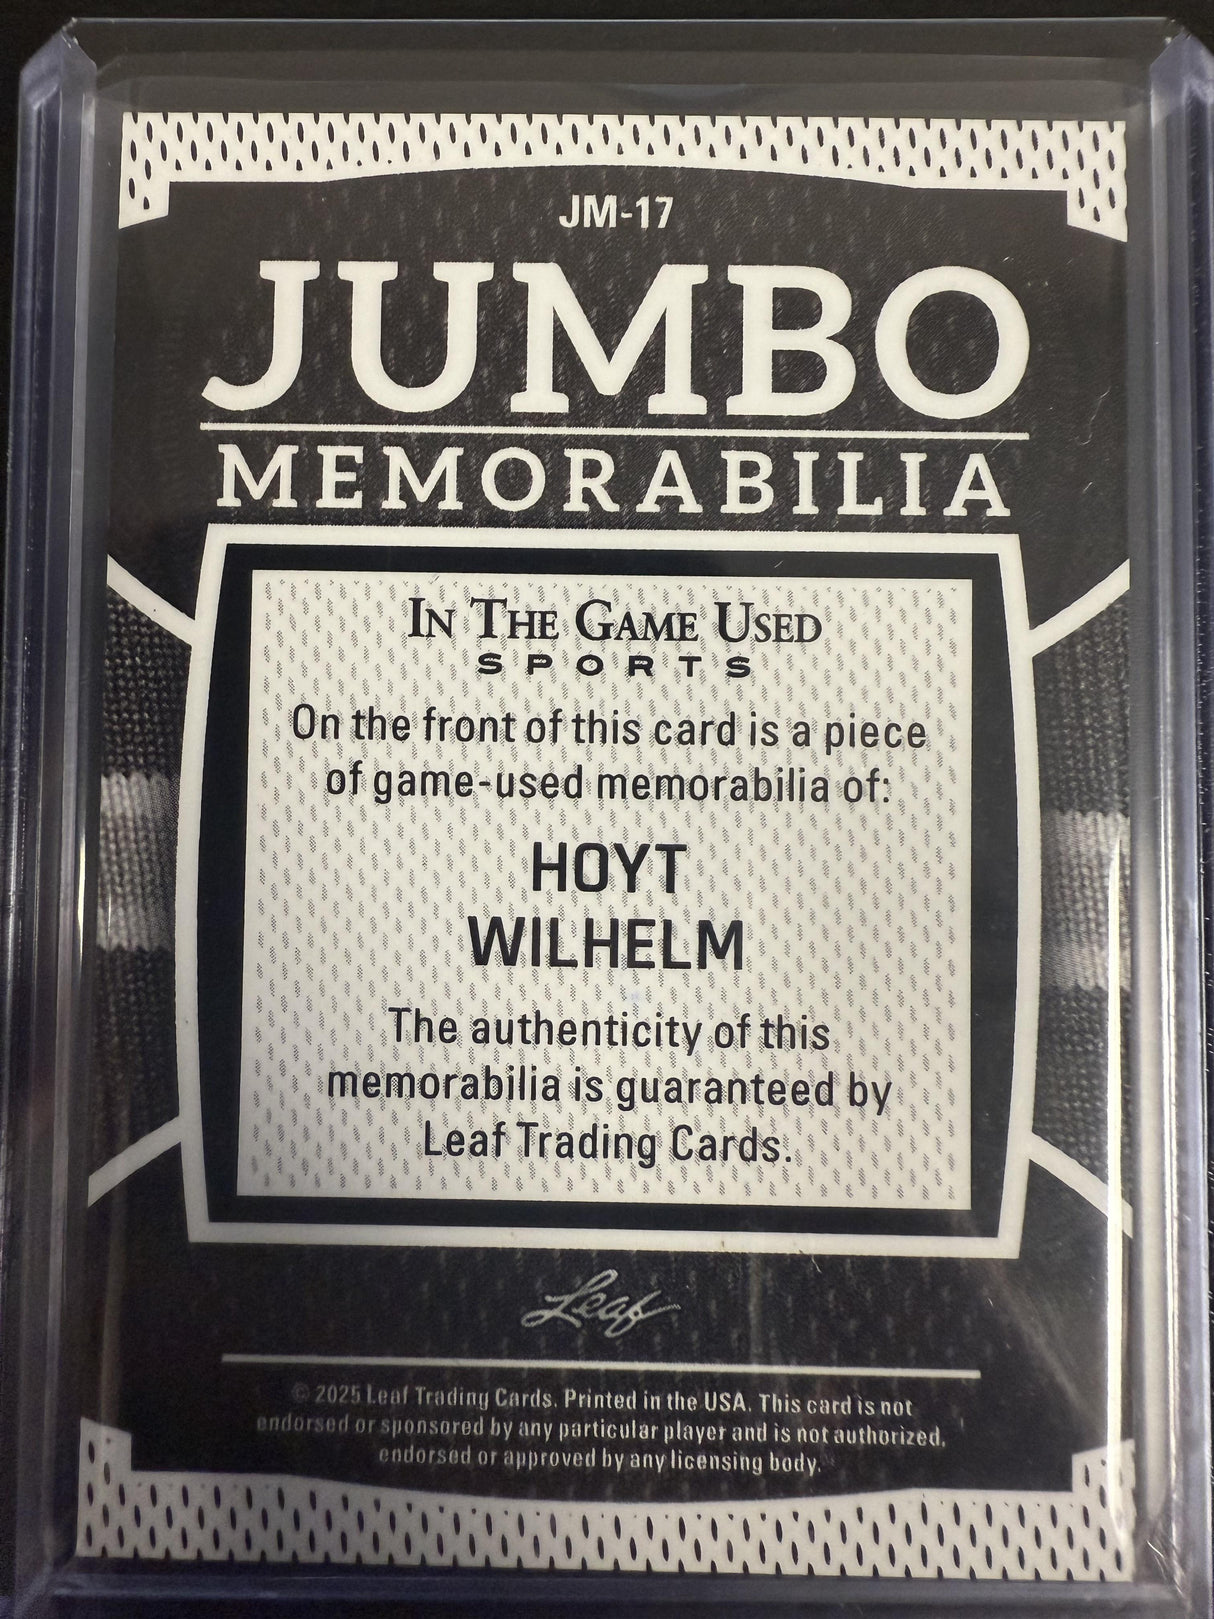 JM-17
JUMBO
MEMORABILIA
IN THE GAME USED
SPORTS
On the front of this card is a piece
of game-used memorabilia of:
HOYT
WILHELM
The authenticity of this
memorabilia is guaranteed by
Leaf Trading Cards.
Leaf
© 2025 Leaf Trading Cards. Printed in the USA. This card is not
endorsed or sponsored by any particular player and is not authorized,
endorsed or approved by any licensing body.